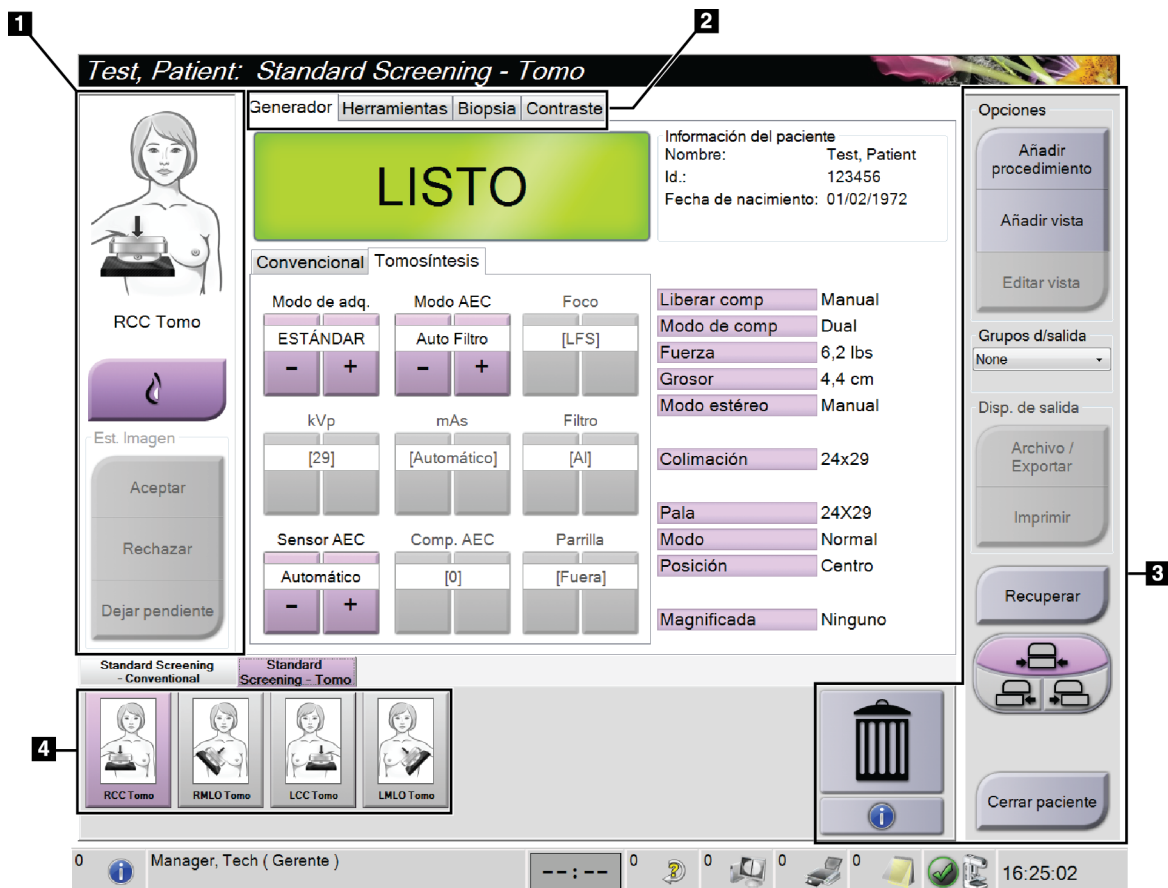 1
2
Test, Patient: Standard Screening - Tomo
Generador Herramientas Biopsia Contraste
LISTO
Información del paciente
Nombre: Test, Patient
Id.: 123456
Fecha de nacimiento: 01/02/1972
RCC Tomo
Est. Imagen
Aceptar
Rechazar
Dejar pendiente
Convencional Tomosíntesis
Modo de adq. Modo AEC Foco
ESTÁNDAR Auto Filtro [LFS]
- + - +
kVp mAs Filtro
[29] [Automático] [Al]
Sensor AEC Comp. AEC Parrilla
Automático [0] [Fuera]
- +
Liberar comp Manual
Modo de comp Dual
Fuerza 6,2 lbs
Grosor 4,4 cm
Modo estéreo Manual
Colimación 24x29
Pala 24X29
Modo Normal
Posición Centro
Magnificada Ninguno
Opciones
Añadir
procedimiento
Añadir vista
Editar vista
Grupos d/salida
None
Disp. de salida
Archivo /
Exportar
Imprimir
Recuperar
Cerrar paciente
3
Standard Screening
- Conventional
Standard
Screening - Tomo
4
RCC Tomo RMLO Tomo LCC Tomo LMLO Tomo
0 Manager, Tech ( Gerente ) --:-- 0 0 0 0 16:25:02